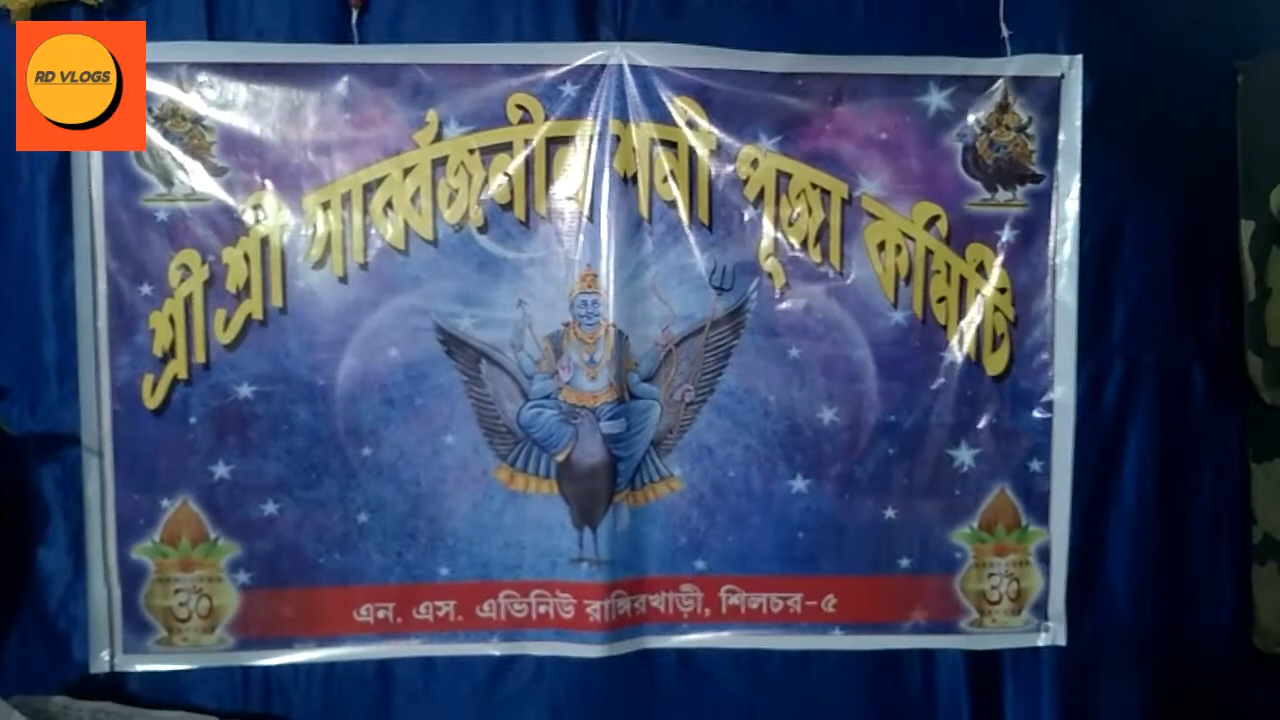 RD VLOGS
শ্রী শ্রী সার্ব্বজনীন শনী পূজা কমিটি
এন. এস. এভিনিউ রাঙ্গিরখাড়ী, শিলচর-৫
ওঁ
ওঁ